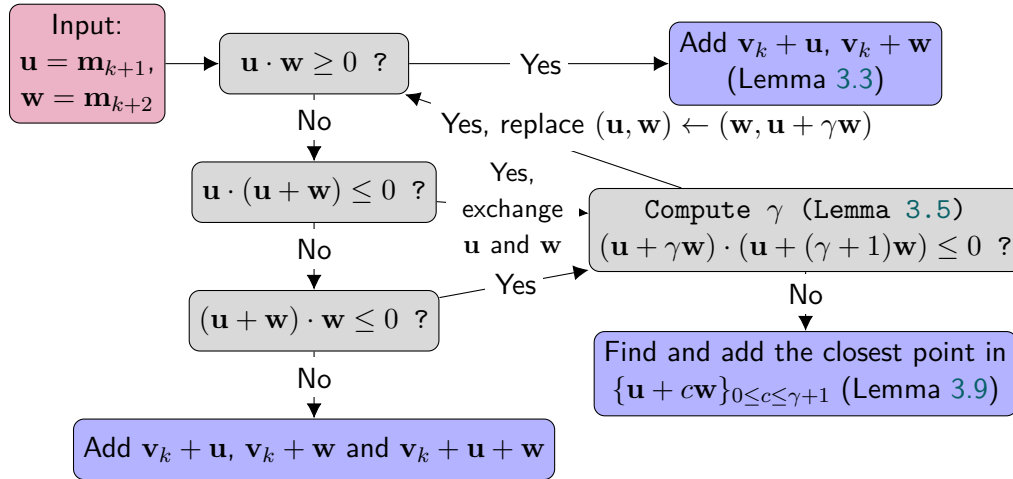 Input:
u = m_{k+1},
w = m_{k+2}
u · w ≥ 0 ?
Yes
Add v_k + u, v_k + w
(Lemma 3.3)
No
Yes, replace (u, w) ← (w, u + γw)
u · (u + w) ≤ 0 ?
Yes,
exchange
u and w
Compute γ (Lemma 3.5)
(u + γw) · (u + (γ + 1)w) ≤ 0 ?
No
Yes
No
(u + w) · w ≤ 0 ?
Find and add the closest point in
{u + cw}_{0≤c≤γ+1} (Lemma 3.9)
No
Add v_k + u, v_k + w and v_k + u + w